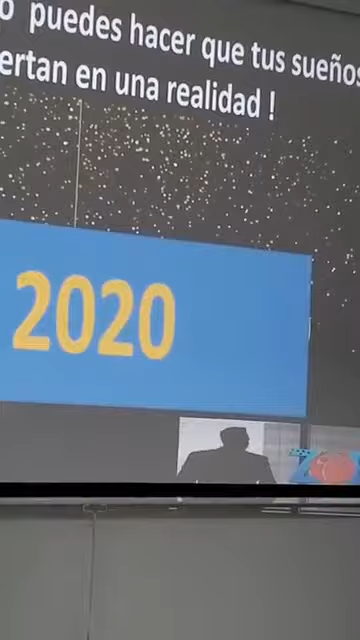 puedes hacer que tus sueños
ertan en una realidad !
2020